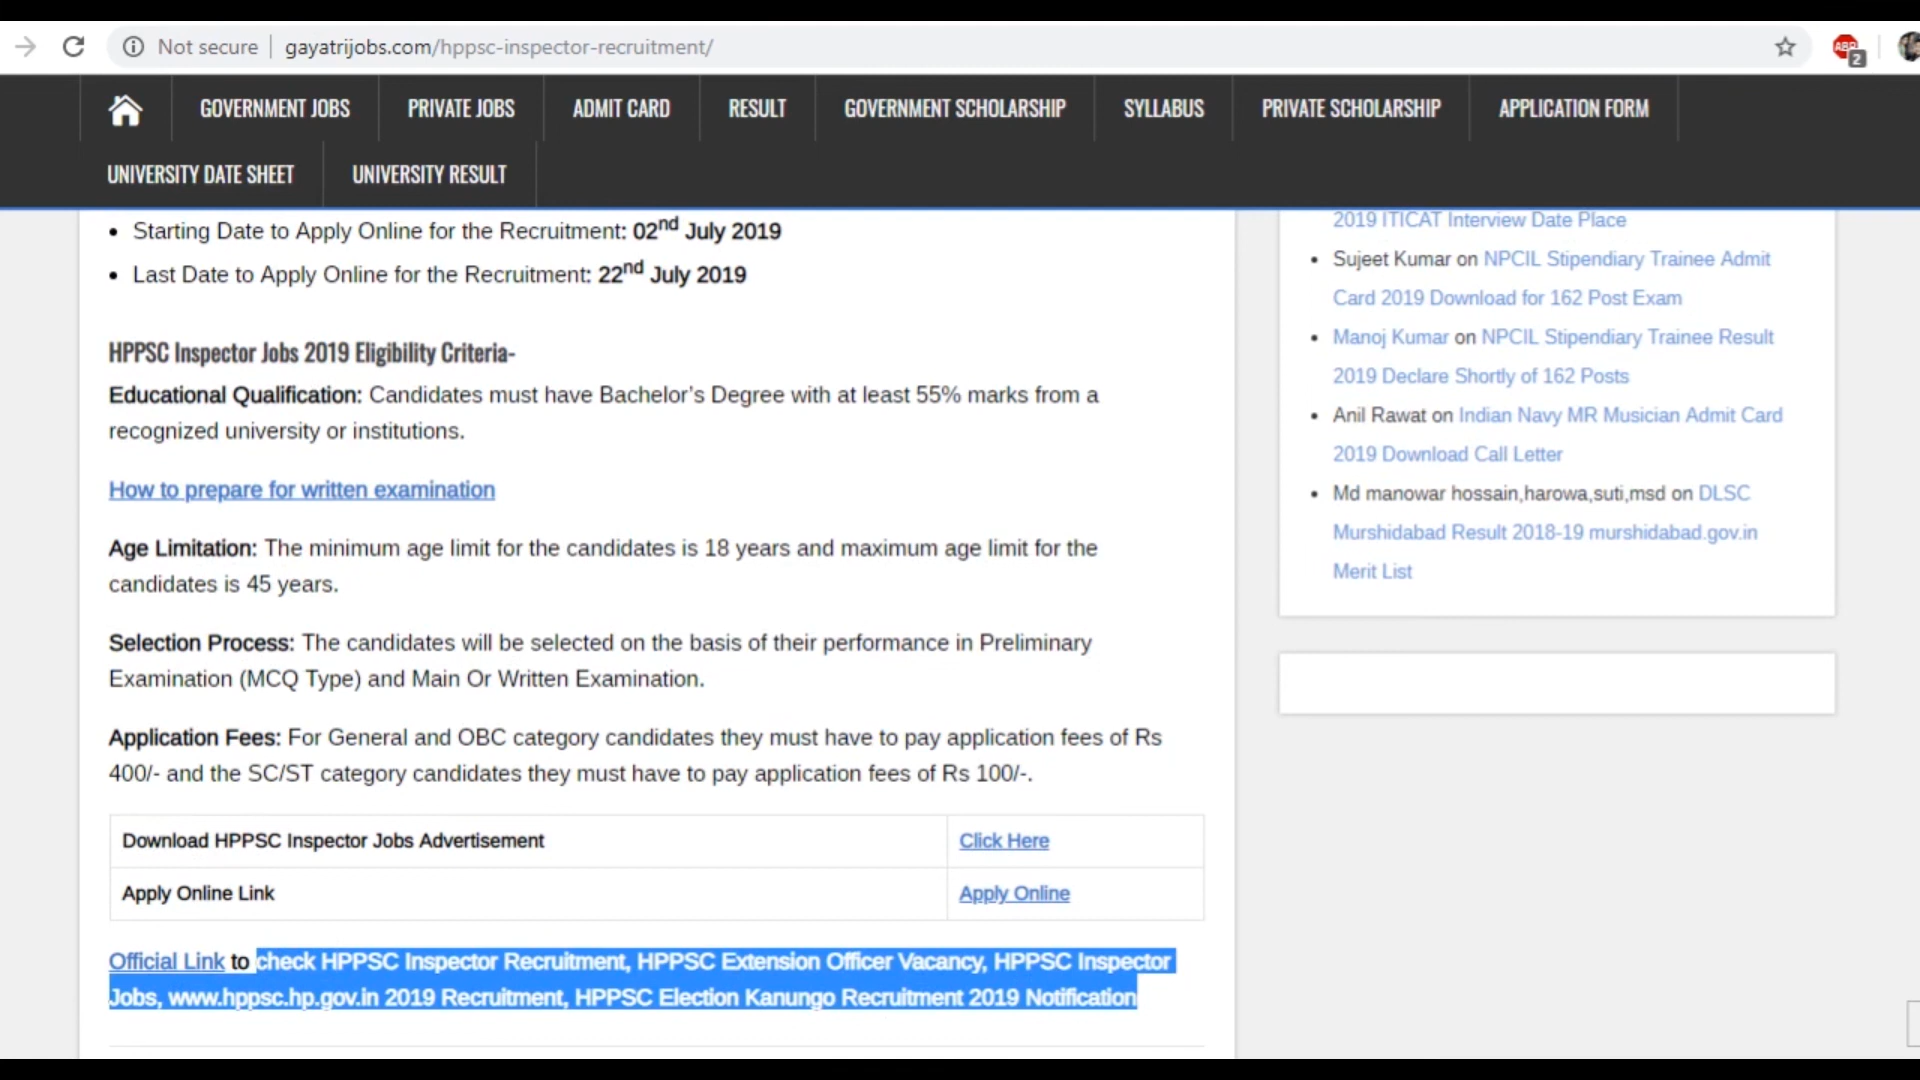 Not secure gayatrijobs.com/hppsc-inspector-recruitment/
ABP 2
GOVERNMENT JOBS PRIVATE JOBS ADMIT CARD RESULT GOVERNMENT SCHOLARSHIP SYLLABUS PRIVATE SCHOLARSHIP APPLICATION FORM
UNIVERSITY DATE SHEET UNIVERSITY RESULT
• Starting Date to Apply Online for the Recruitment: 02nd July 2019
• Last Date to Apply Online for the Recruitment: 22nd July 2019
HPPSC Inspector Jobs 2019 Eligibility Criteria-
Educational Qualification: Candidates must have Bachelor’s Degree with at least 55% marks from a
recognized university or institutions.
How to prepare for written examination
Age Limitation: The minimum age limit for the candidates is 18 years and maximum age limit for the
candidates is 45 years.
Selection Process: The candidates will be selected on the basis of their performance in Preliminary
Examination (MCQ Type) and Main Or Written Examination.
Application Fees: For General and OBC category candidates they must have to pay application fees of Rs
400/- and the SC/ST category candidates they must have to pay application fees of Rs 100/-.
Download HPPSC Inspector Jobs Advertisement Click Here
Apply Online Link Apply Online
Official Link to check HPPSC Inspector Recruitment, HPPSC Extension Officer Vacancy, HPPSC Inspector
Jobs, www.hppsc.hp.gov.in 2019 Recruitment, HPPSC Election Kanungo Recruitment 2019 Notification
2019 ITICAT Interview Date Place
• Sujeet Kumar on NPCIL Stipendiary Trainee Admit
Card 2019 Download for 162 Post Exam
• Manoj Kumar on NPCIL Stipendiary Trainee Result
2019 Declare Shortly of 162 Posts
• Anil Rawat on Indian Navy MR Musician Admit Card
2019 Download Call Letter
• Md manowar hossain,harowa,suti,msd on DLSC
Murshidabad Result 2018-19 murshidabad.gov.in
Merit List